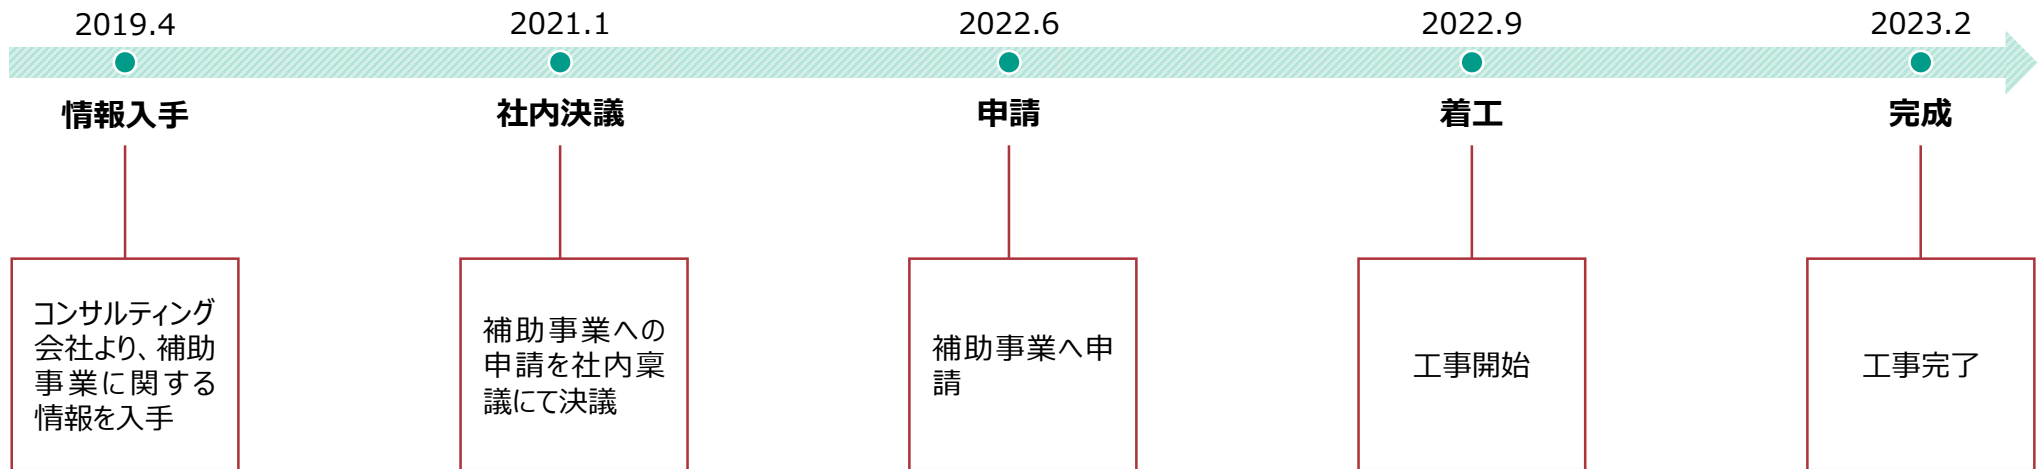 2019.4
2021.1
2022.6
2022.9
2023.2
情報入手
社内決議
申請
着工
完成
コンサルティング
会社より、補助
事業に関する
情報を入手
補助事業への
申請を社内稟
議にて決議
補助事業へ申
請
工事開始
工事完了